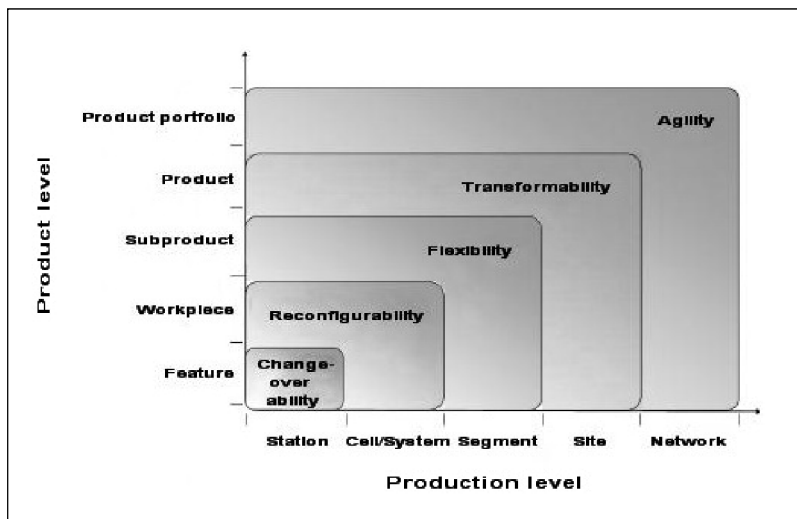 Product portfolio
Agility
Product
Transformability
Subproduct
Flexibility
Workpiece
Reconfigurability
Feature
Change-
over
ability
Product level
Station
Cell/System
Segment
Site
Network
Production level